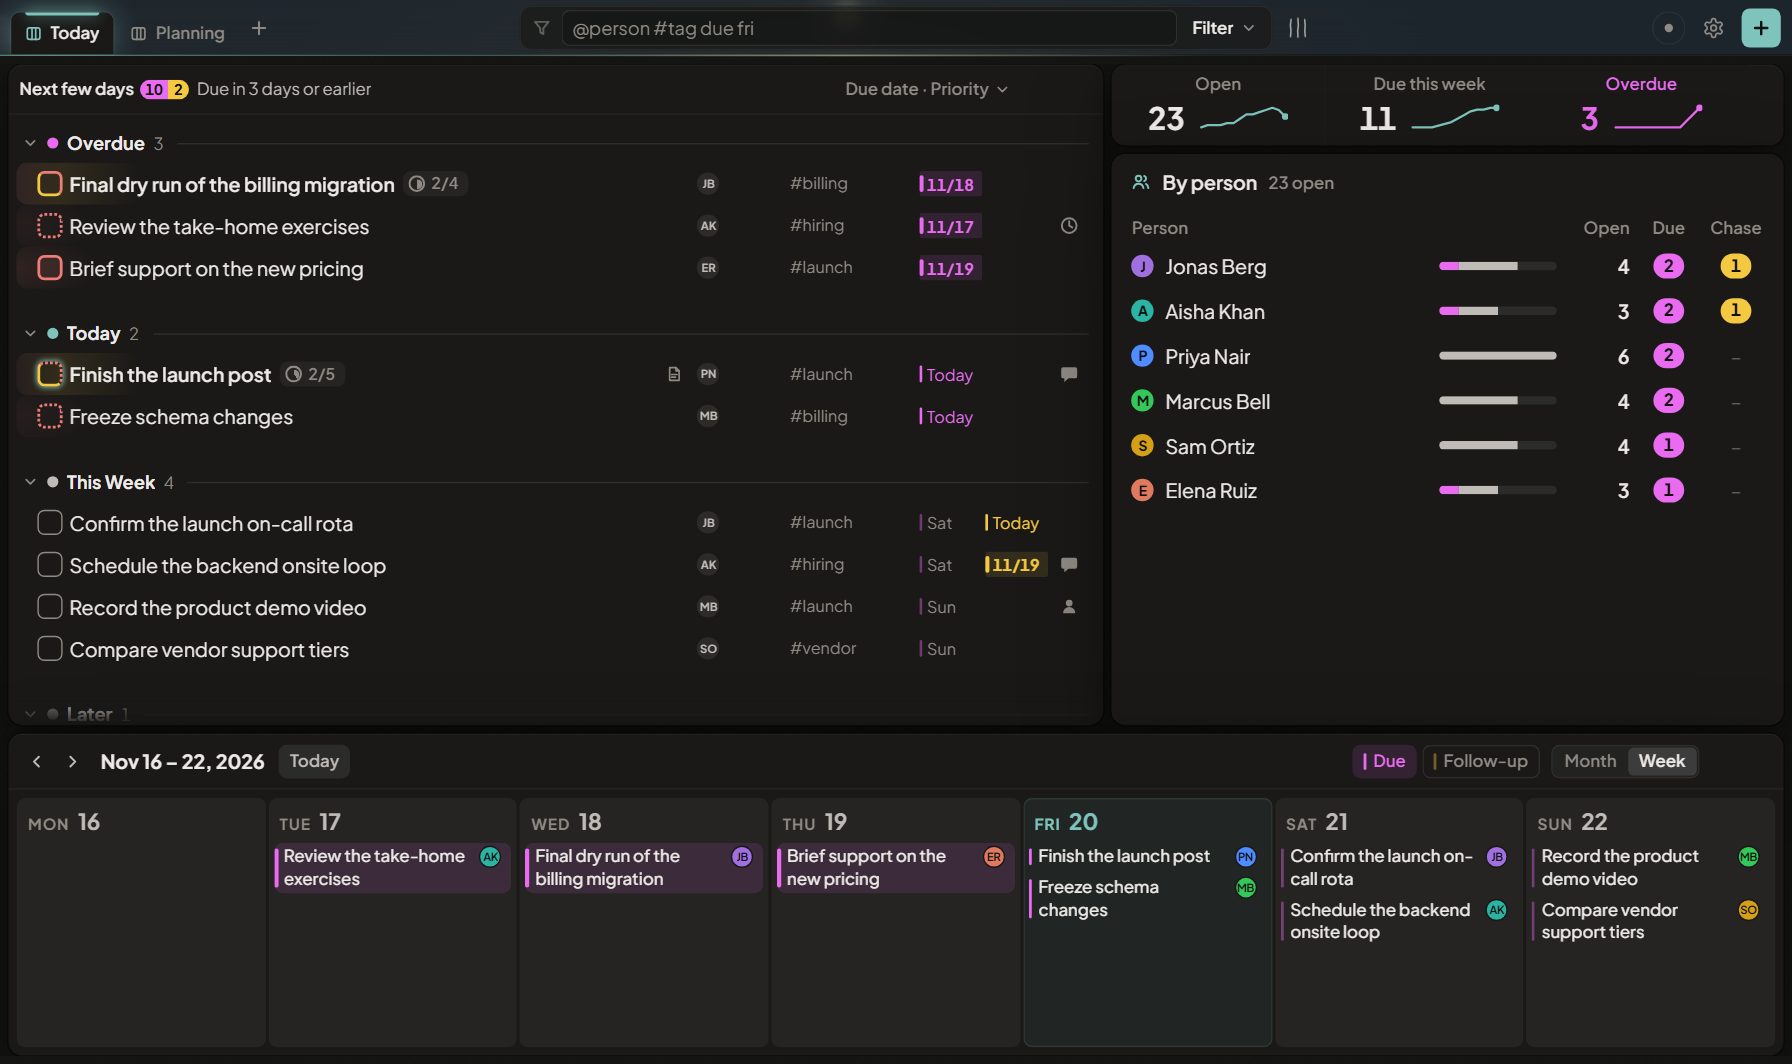 Today
Planning
@person #tag due fri
Filter
Next few days 10 2 Due in 3 days or earlier
Due date · Priority
Overdue 3
Final dry run of the billing migration 2/4 JB #billing 11/18
Review the take-home exercises AK #hiring 11/17
Brief support on the new pricing ER #launch 11/19
Today 2
Finish the launch post 2/5 PN #launch Today
Freeze schema changes MB #billing Today
This Week 4
Confirm the launch on-call rota JB #launch Sat Today
Schedule the backend onsite loop AK #hiring Sat 11/19
Record the product demo video MB #launch Sun
Compare vendor support tiers SO #vendor Sun
Later 1
Open
23
Due this week
11
Overdue
3
By person 23 open
Person Open Due Chase
J Jonas Berg 4 2 1
A Aisha Khan 3 2 1
P Priya Nair 6 2 –
M Marcus Bell 4 2 –
S Sam Ortiz 4 1 –
E Elena Ruiz 3 1 –
Nov 16 – 22, 2026 Today
Due Follow-up Month Week
MON 16
TUE 17
Review the take-home AK
exercises
WED 18
Final dry run of the JB
billing migration
THU 19
Brief support on the ER
new pricing
FRI 20
Finish the launch post PN
Freeze schema MB
changes
SAT 21
Confirm the launch on- JB
call rota
Schedule the backend AK
onsite loop
SUN 22
Record the product MB
demo video
Compare vendor SO
support tiers